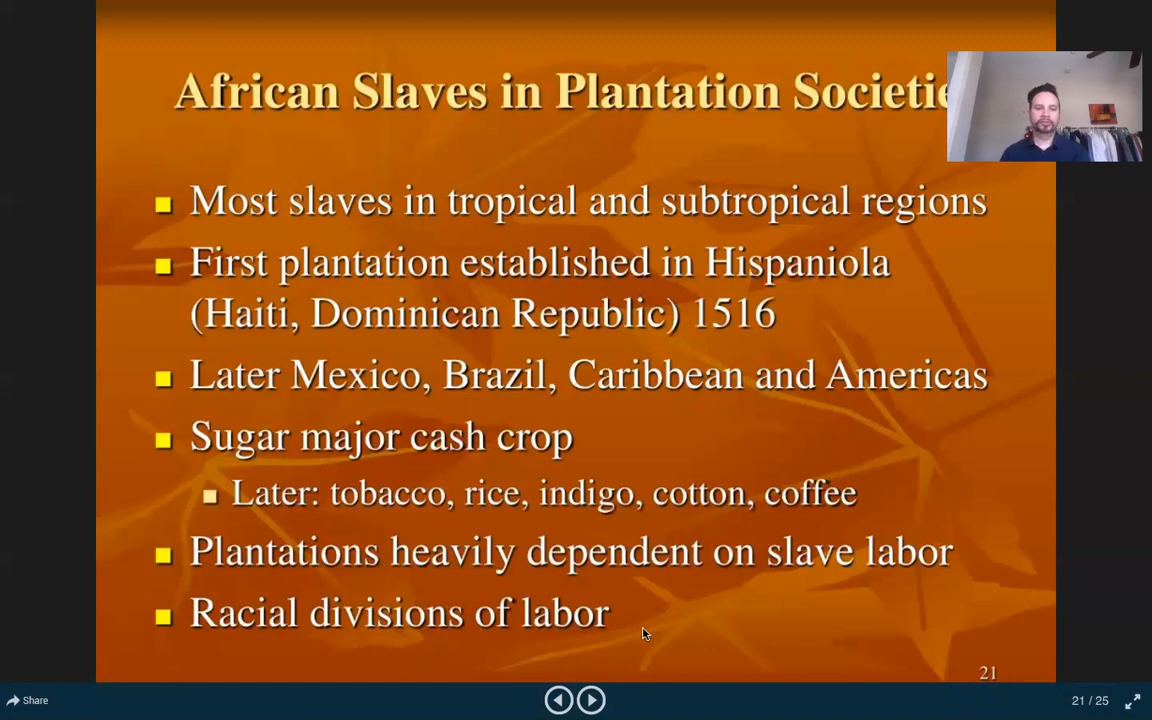 African Slaves in Plantation Societie
Most slaves in tropical and subtropical regions
First plantation established in Hispaniola
(Haiti, Dominican Republic) 1516
Later Mexico, Brazil, Caribbean and Americas
Sugar major cash crop
Later: tobacco, rice, indigo, cotton, coffee
Plantations heavily dependent on slave labor
Racial divisions of labor
21
Share
21 / 25